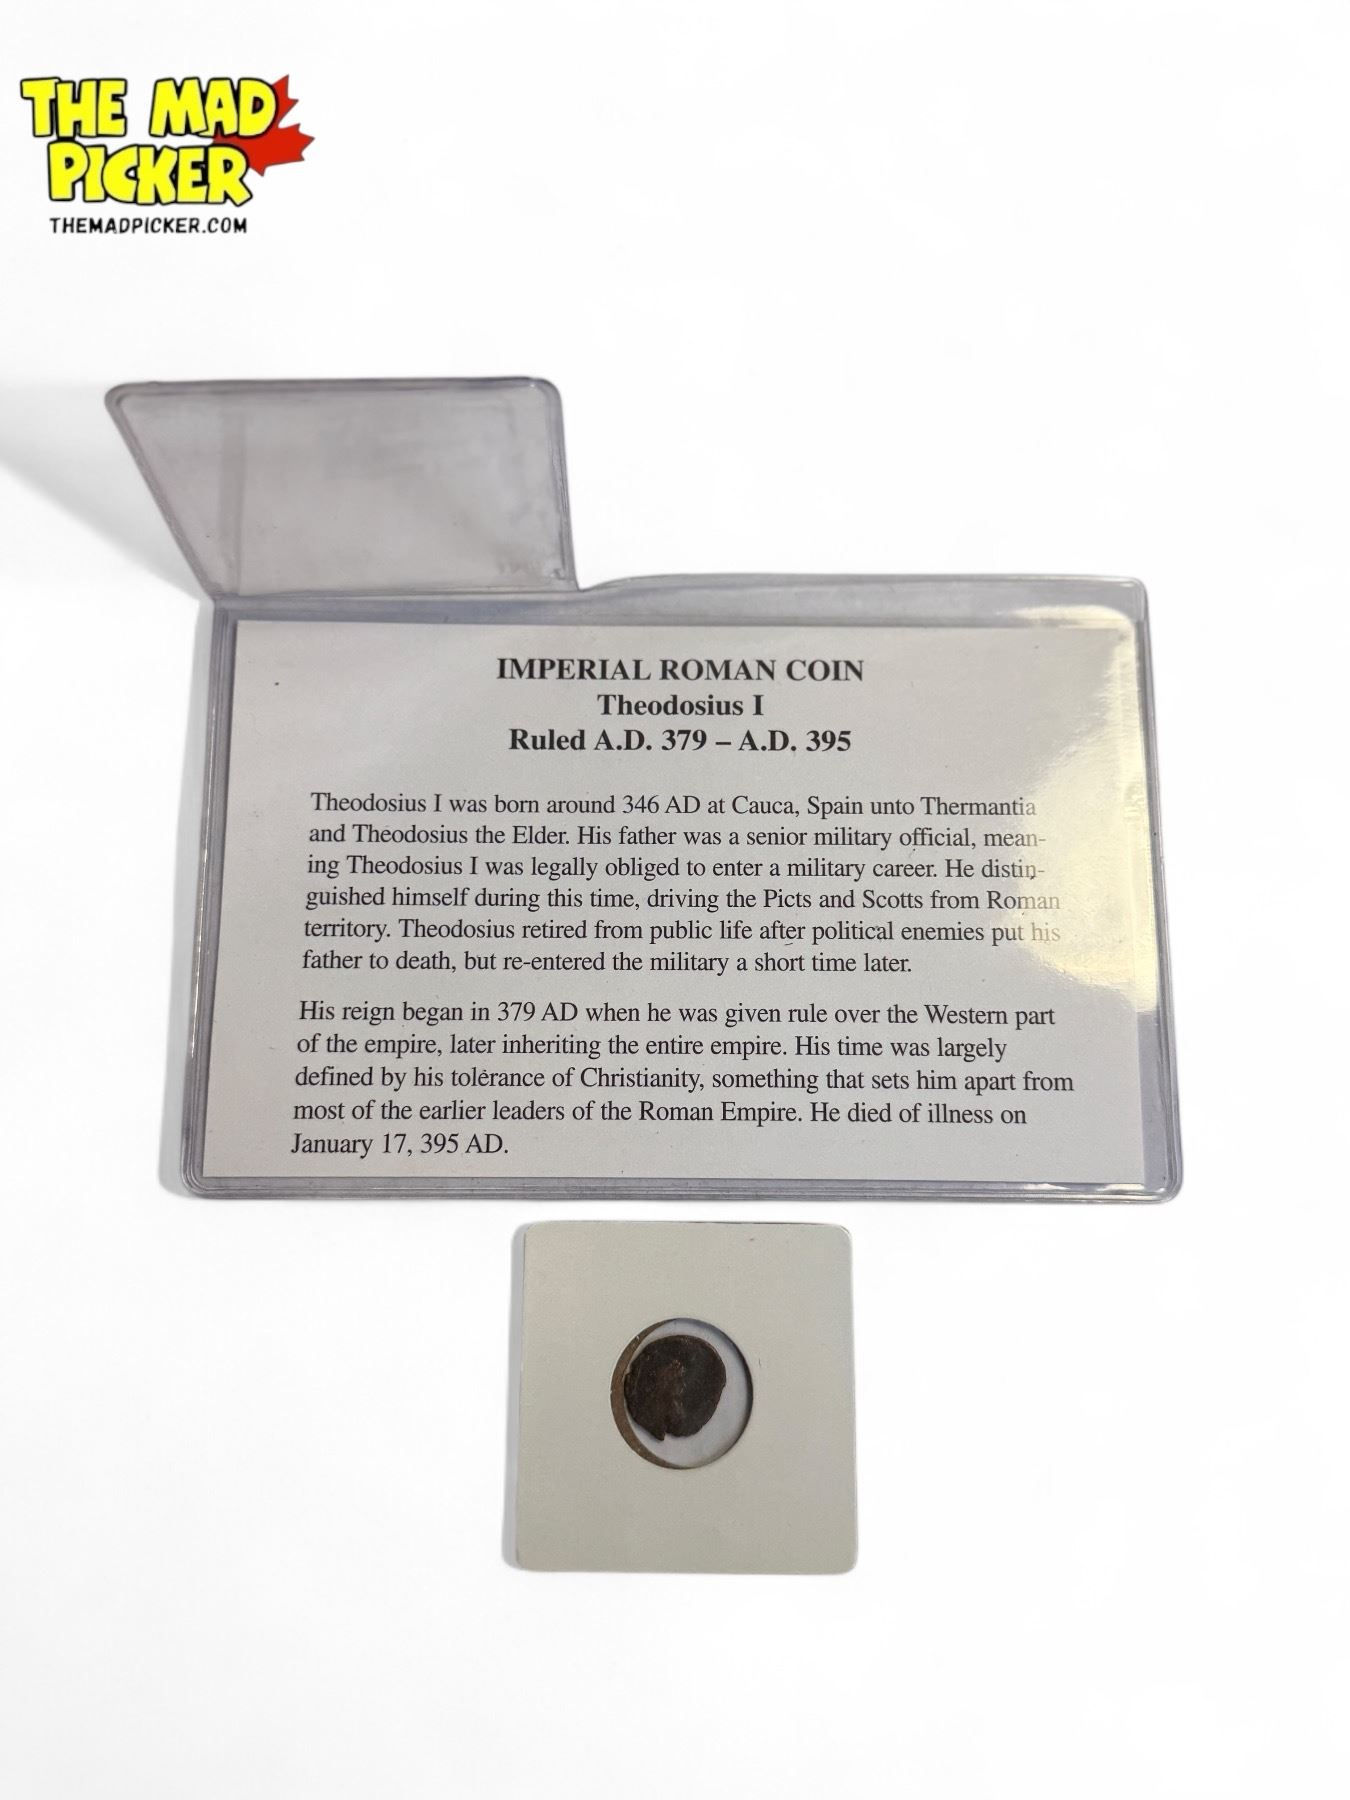 THE MAD
PICKER
THEMADPICKER.COM
IMPERIAL ROMAN COIN
Theodosius I
Ruled A.D. 379 – A.D. 395
Theodosius I was born around 346 AD at Cauca, Spain unto Thermantia
and Theodosius the Elder. His father was a senior military official, mean-
ing Theodosius I was legally obliged to enter a military career. He distin-
guished himself during this time, driving the Picts and Scotts from Roman
territory. Theodosius retired from public life after political enemies put his
father to death, but re-entered the military a short time later.
His reign began in 379 AD when he was given rule over the Western part
of the empire, later inheriting the entire empire. His time was largely
defined by his tolerance of Christianity, something that sets him apart from
most of the earlier leaders of the Roman Empire. He died of illness on
January 17, 395 AD.